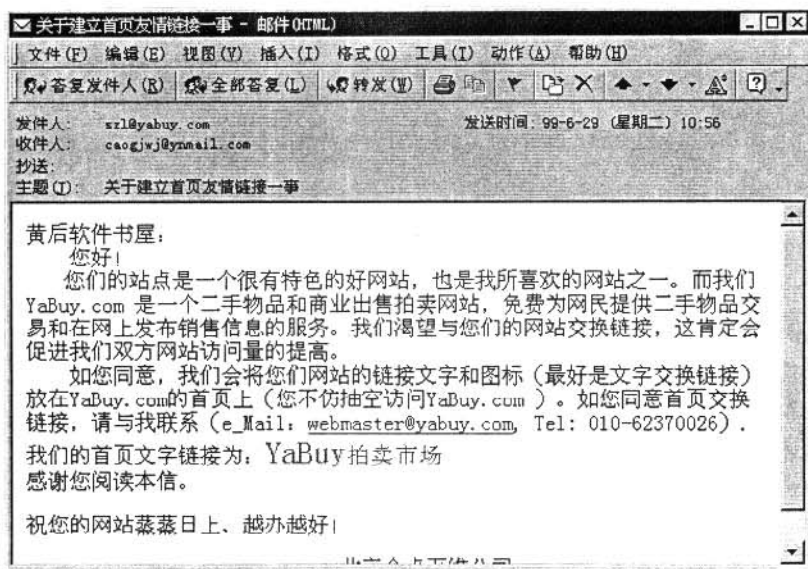 关于建立首页友情链接一事 - 邮件(HTML)
文件(F) 编辑(E) 视图(V) 插入(I) 格式(O) 工具(T) 动作(A) 帮助(H)
答复发件人(R) 全部答复(L) 转发(W)
发件人: szl@yabuy.com 发送时间: 99-6-29 (星期二) 10:56
收件人: caogjwj@ynmail.com
抄送:
主题(T): 关于建立首页友情链接一事
黄后软件书屋:
您好!
您们的站点是一个很有特色的好网站，也是我所喜欢的网站之一。而我们
YaBuy.com 是一个二手物品和商业出售拍卖网站，免费为网民提供二手物品交
易和在网上发布销售信息的服务。我们渴望与您们的网站交换链接，这肯定会
促进我们双方网站访问量的提高。
如您同意，我们会将您们网站的链接文字和图标（最好是文字交换链接）
放在YaBuy.com的首页上（您不仿抽空访问YaBuy.com ）。如您同意首页交换
链接，请与我联系（e_Mail: webmaster@yabuy.com, Tel: 010-62370026）.
我们的首页文字链接为: YaBuy拍卖市场
感谢您阅读本信。
祝您的网站蒸蒸日上、越办越好!